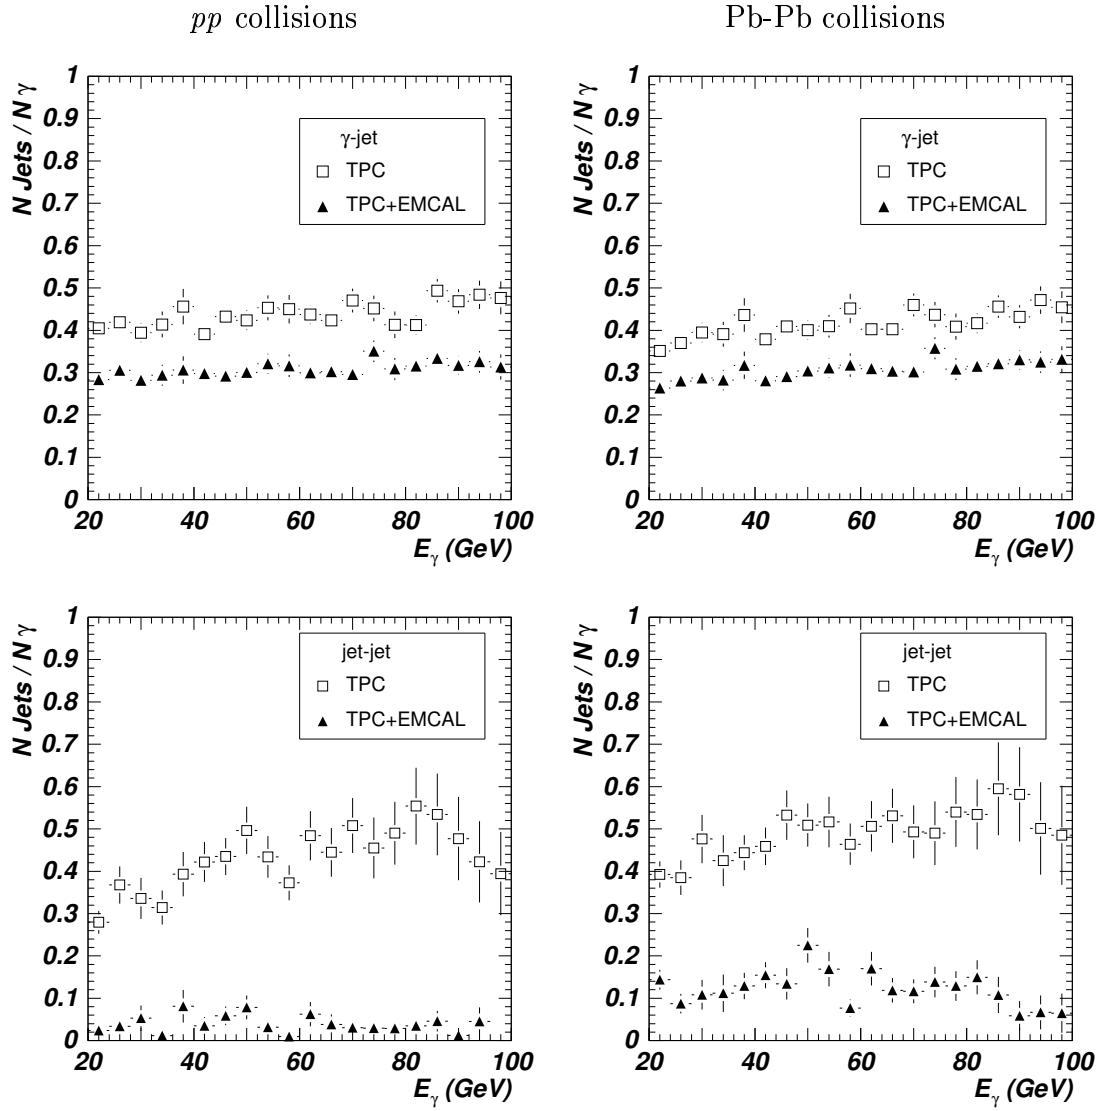 pp collisions
Pb-Pb collisions
N Jets / N γ
1
0.9
0.8
0.7
0.6
0.5
0.4
0.3
0.2
0.1
0
γ-jet
TPC
TPC+EMCAL
20 40 60 80 100
E γ (GeV)
N Jets / N γ
1
0.9
0.8
0.7
0.6
0.5
0.4
0.3
0.2
0.1
0
γ-jet
TPC
TPC+EMCAL
20 40 60 80 100
E γ (GeV)
N Jets / N γ
1
0.9
0.8
0.7
0.6
0.5
0.4
0.3
0.2
0.1
0
jet-jet
TPC
TPC+EMCAL
20 40 60 80 100
E γ (GeV)
N Jets / N γ
1
0.9
0.8
0.7
0.6
0.5
0.4
0.3
0.2
0.1
0
jet-jet
TPC
TPC+EMCAL
20 40 60 80 100
E γ (GeV)